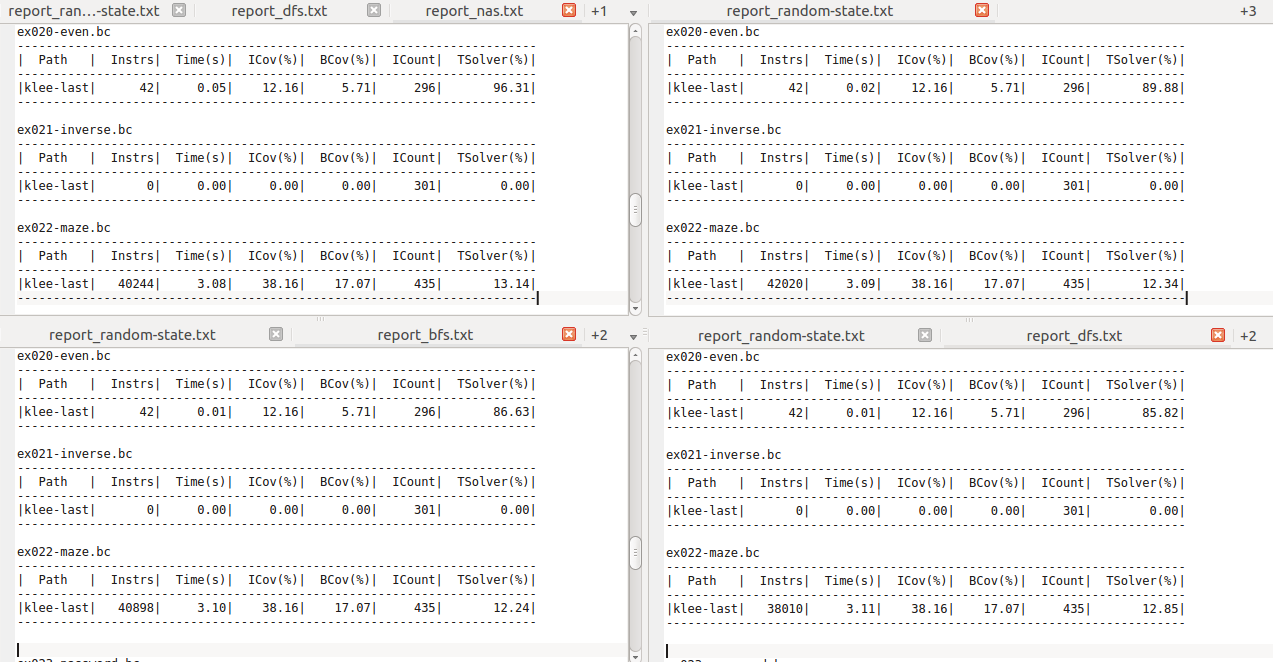 report_ran...-state.txt report_dfs.txt report_nas.txt +1
ex020-even.bc
-------------------------------------------------------------------------
|  Path   |  Instrs|  Time(s)|  ICov(%)|  BCov(%)|  ICount|  TSolver(%)|
-------------------------------------------------------------------------
|klee-last|      42|     0.05|    12.16|     5.71|     296|       96.31|
-------------------------------------------------------------------------
ex021-inverse.bc
-------------------------------------------------------------------------
|  Path   |  Instrs|  Time(s)|  ICov(%)|  BCov(%)|  ICount|  TSolver(%)|
-------------------------------------------------------------------------
|klee-last|       0|     0.00|     0.00|     0.00|     301|        0.00|
-------------------------------------------------------------------------
ex022-maze.bc
-------------------------------------------------------------------------
|  Path   |  Instrs|  Time(s)|  ICov(%)|  BCov(%)|  ICount|  TSolver(%)|
-------------------------------------------------------------------------
|klee-last|   40244|     3.08|    38.16|    17.07|     435|       13.14|
-------------------------------------------------------------------------
report_random-state.txt +3
ex020-even.bc
-------------------------------------------------------------------------
|  Path   |  Instrs|  Time(s)|  ICov(%)|  BCov(%)|  ICount|  TSolver(%)|
-------------------------------------------------------------------------
|klee-last|      42|     0.02|    12.16|     5.71|     296|       89.88|
-------------------------------------------------------------------------
ex021-inverse.bc
-------------------------------------------------------------------------
|  Path   |  Instrs|  Time(s)|  ICov(%)|  BCov(%)|  ICount|  TSolver(%)|
-------------------------------------------------------------------------
|klee-last|       0|     0.00|     0.00|     0.00|     301|        0.00|
-------------------------------------------------------------------------
ex022-maze.bc
-------------------------------------------------------------------------
|  Path   |  Instrs|  Time(s)|  ICov(%)|  BCov(%)|  ICount|  TSolver(%)|
-------------------------------------------------------------------------
|klee-last|   42020|     3.09|    38.16|    17.07|     435|       12.34|
-------------------------------------------------------------------------
report_random-state.txt report_bfs.txt +2
ex020-even.bc
-------------------------------------------------------------------------
|  Path   |  Instrs|  Time(s)|  ICov(%)|  BCov(%)|  ICount|  TSolver(%)|
-------------------------------------------------------------------------
|klee-last|      42|     0.01|    12.16|     5.71|     296|       86.63|
-------------------------------------------------------------------------
ex021-inverse.bc
-------------------------------------------------------------------------
|  Path   |  Instrs|  Time(s)|  ICov(%)|  BCov(%)|  ICount|  TSolver(%)|
-------------------------------------------------------------------------
|klee-last|       0|     0.00|     0.00|     0.00|     301|        0.00|
-------------------------------------------------------------------------
ex022-maze.bc
-------------------------------------------------------------------------
|  Path   |  Instrs|  Time(s)|  ICov(%)|  BCov(%)|  ICount|  TSolver(%)|
-------------------------------------------------------------------------
|klee-last|   40898|     3.10|    38.16|    17.07|     435|       12.24|
-------------------------------------------------------------------------
report_random-state.txt report_dfs.txt +2
ex020-even.bc
-------------------------------------------------------------------------
|  Path   |  Instrs|  Time(s)|  ICov(%)|  BCov(%)|  ICount|  TSolver(%)|
-------------------------------------------------------------------------
|klee-last|      42|     0.01|    12.16|     5.71|     296|       85.82|
-------------------------------------------------------------------------
ex021-inverse.bc
-------------------------------------------------------------------------
|  Path   |  Instrs|  Time(s)|  ICov(%)|  BCov(%)|  ICount|  TSolver(%)|
-------------------------------------------------------------------------
|klee-last|       0|     0.00|     0.00|     0.00|     301|        0.00|
-------------------------------------------------------------------------
ex022-maze.bc
-------------------------------------------------------------------------
|  Path   |  Instrs|  Time(s)|  ICov(%)|  BCov(%)|  ICount|  TSolver(%)|
-------------------------------------------------------------------------
|klee-last|   38010|     3.11|    38.16|    17.07|     435|       12.85|
-------------------------------------------------------------------------